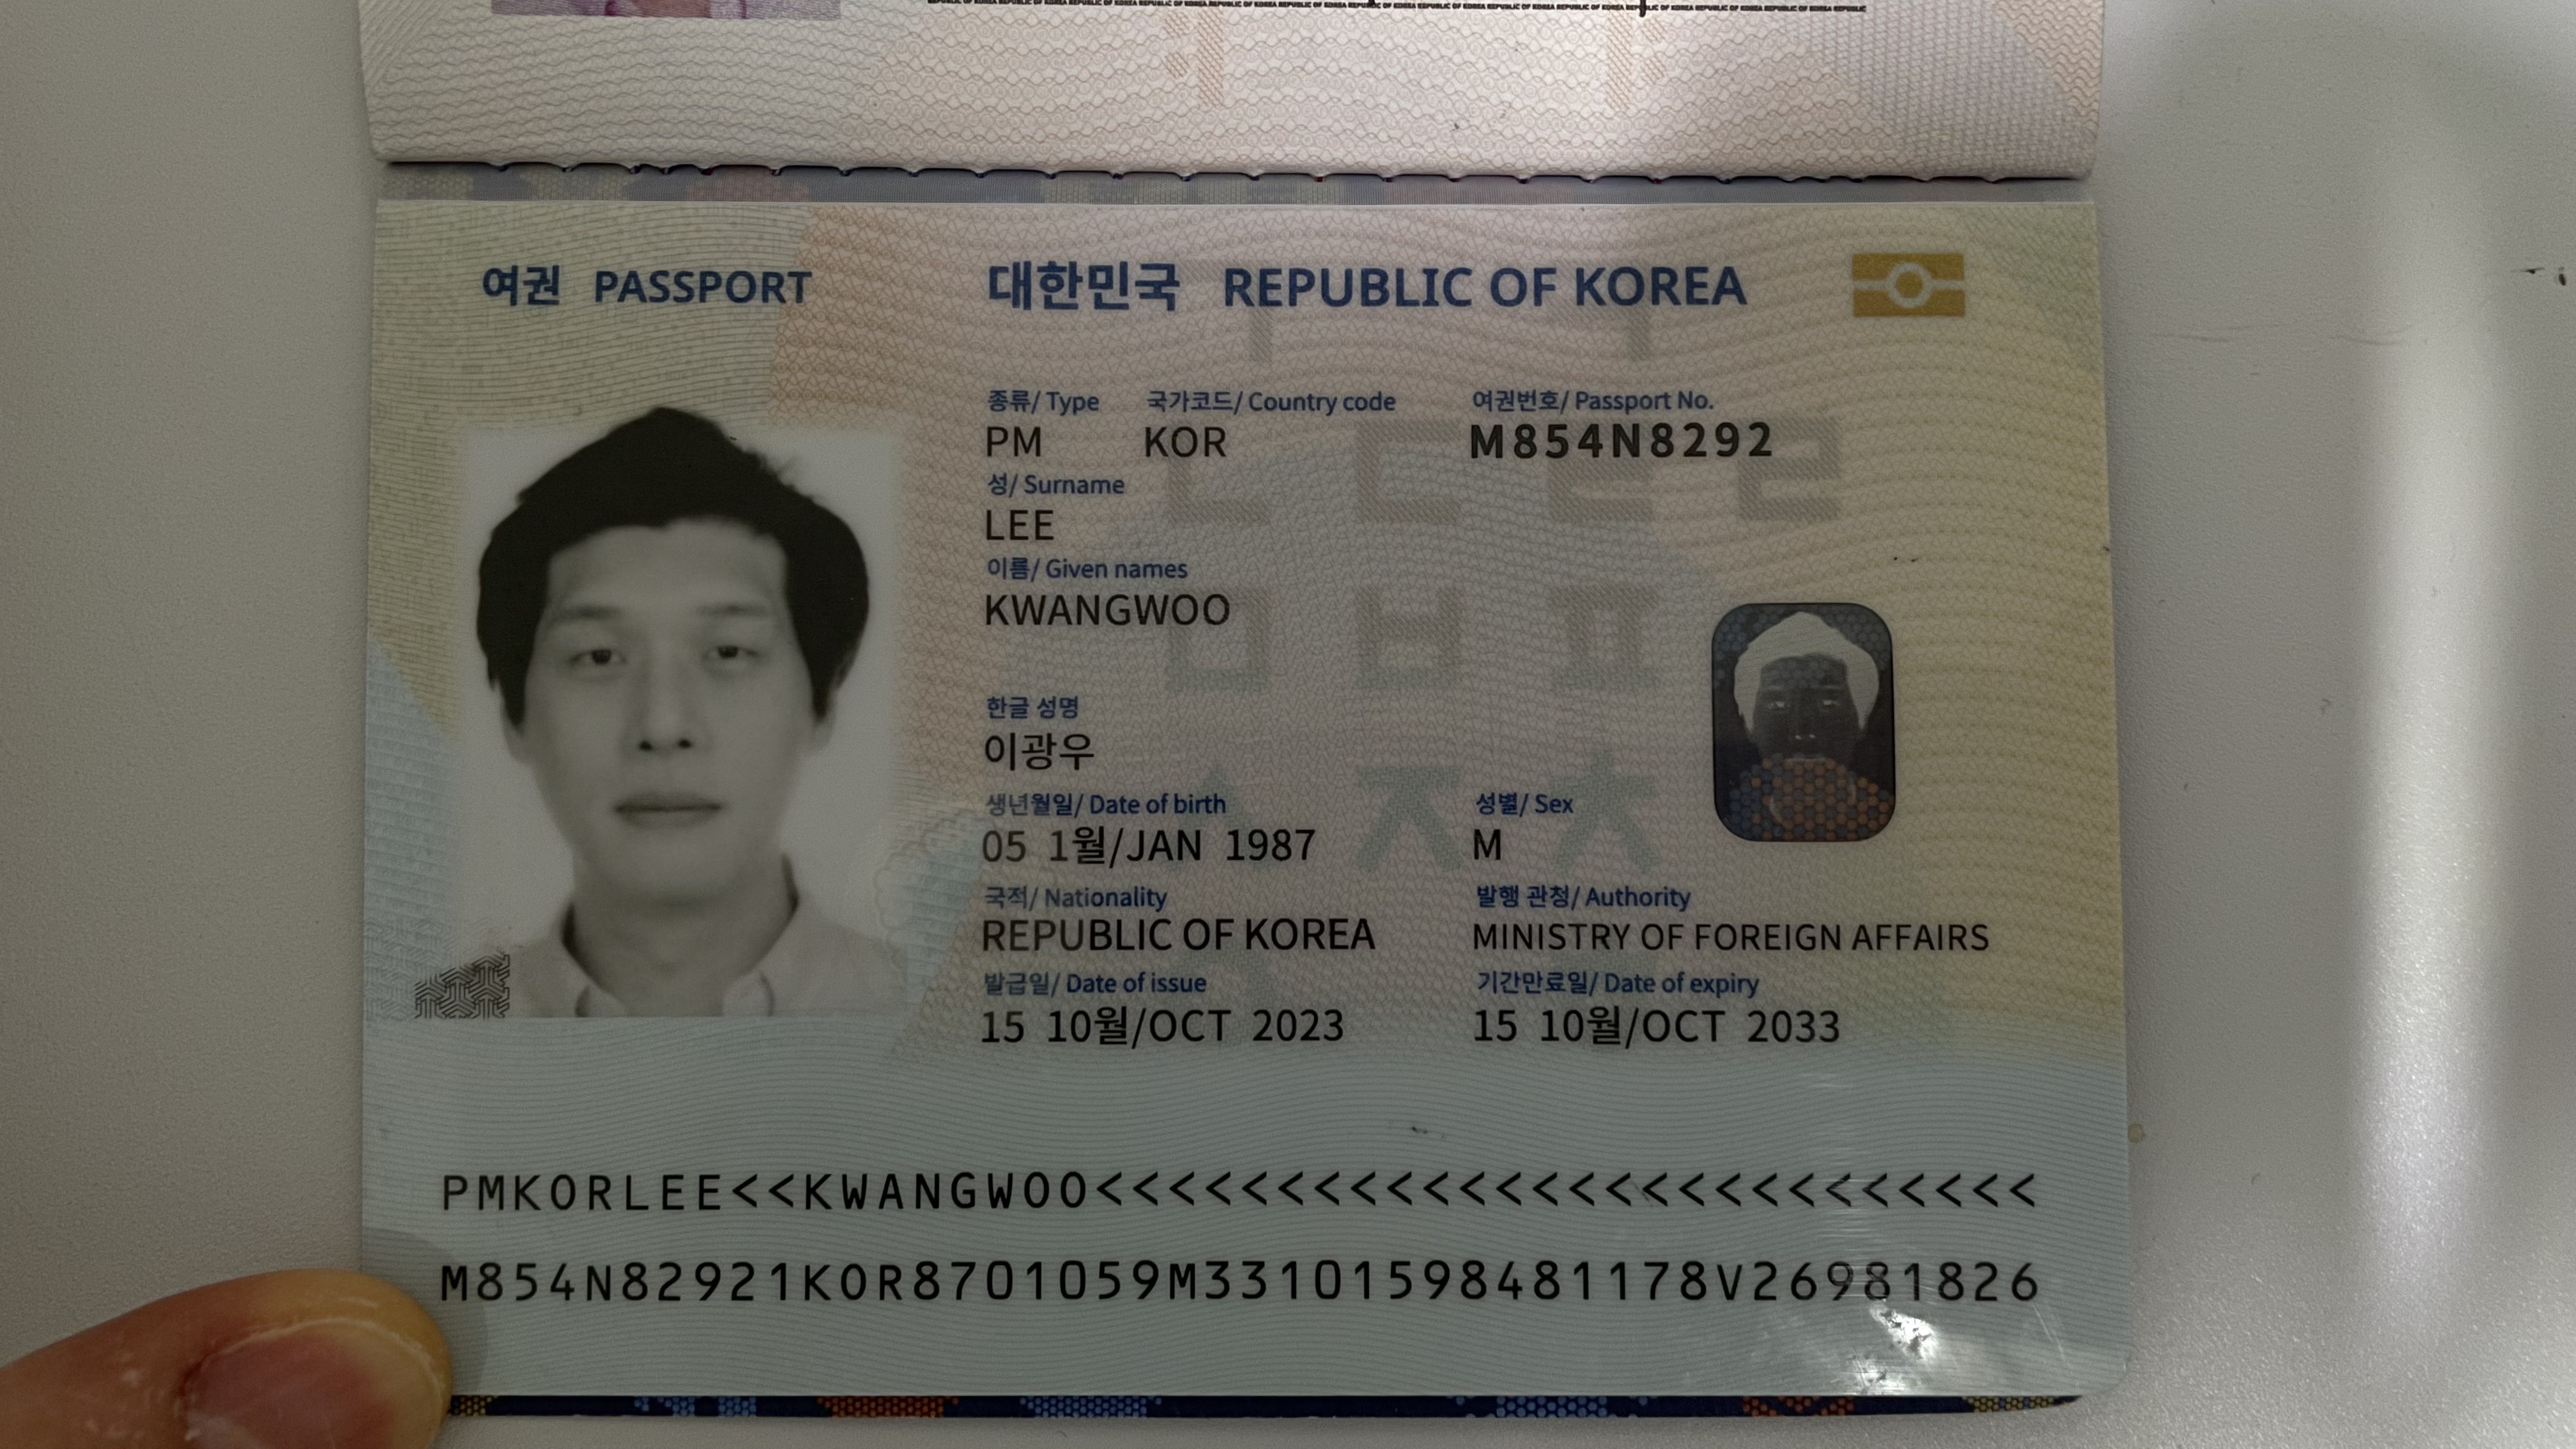 여권 PASSPORT 대한민국 REPUBLIC OF KOREA
종류/ Type 국가코드/ Country code 여권번호/ Passport No.
PM KOR M854N8292
성/ Surname
LEE
이름/ Given names
KWANGWOO
한글 성명
이광우
생년월일/ Date of birth 성별/ Sex
05 1월/JAN 1987 M
국적/ Nationality 발행 관청/ Authority
REPUBLIC OF KOREA MINISTRY OF FOREIGN AFFAIRS
발급일/ Date of issue 기간만료일/ Date of expiry
15 10월/OCT 2023 15 10월/OCT 2033
PMKORLEE<<KWANGWOO<<<<<<<<<<<<<<<<<<<<<<<<<<
M854N82921KOR8701059M33101598481178V26981826